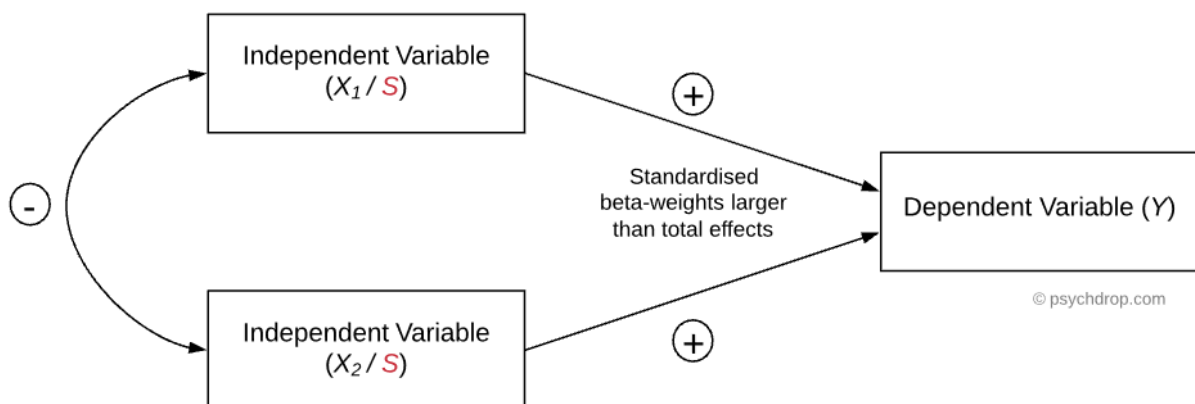 Independent Variable
(X₁ / S)
+
Standardised
beta-weights larger
than total effects
-
Dependent Variable (Y)
© psychdrop.com
Independent Variable
(X₂ / S)
+